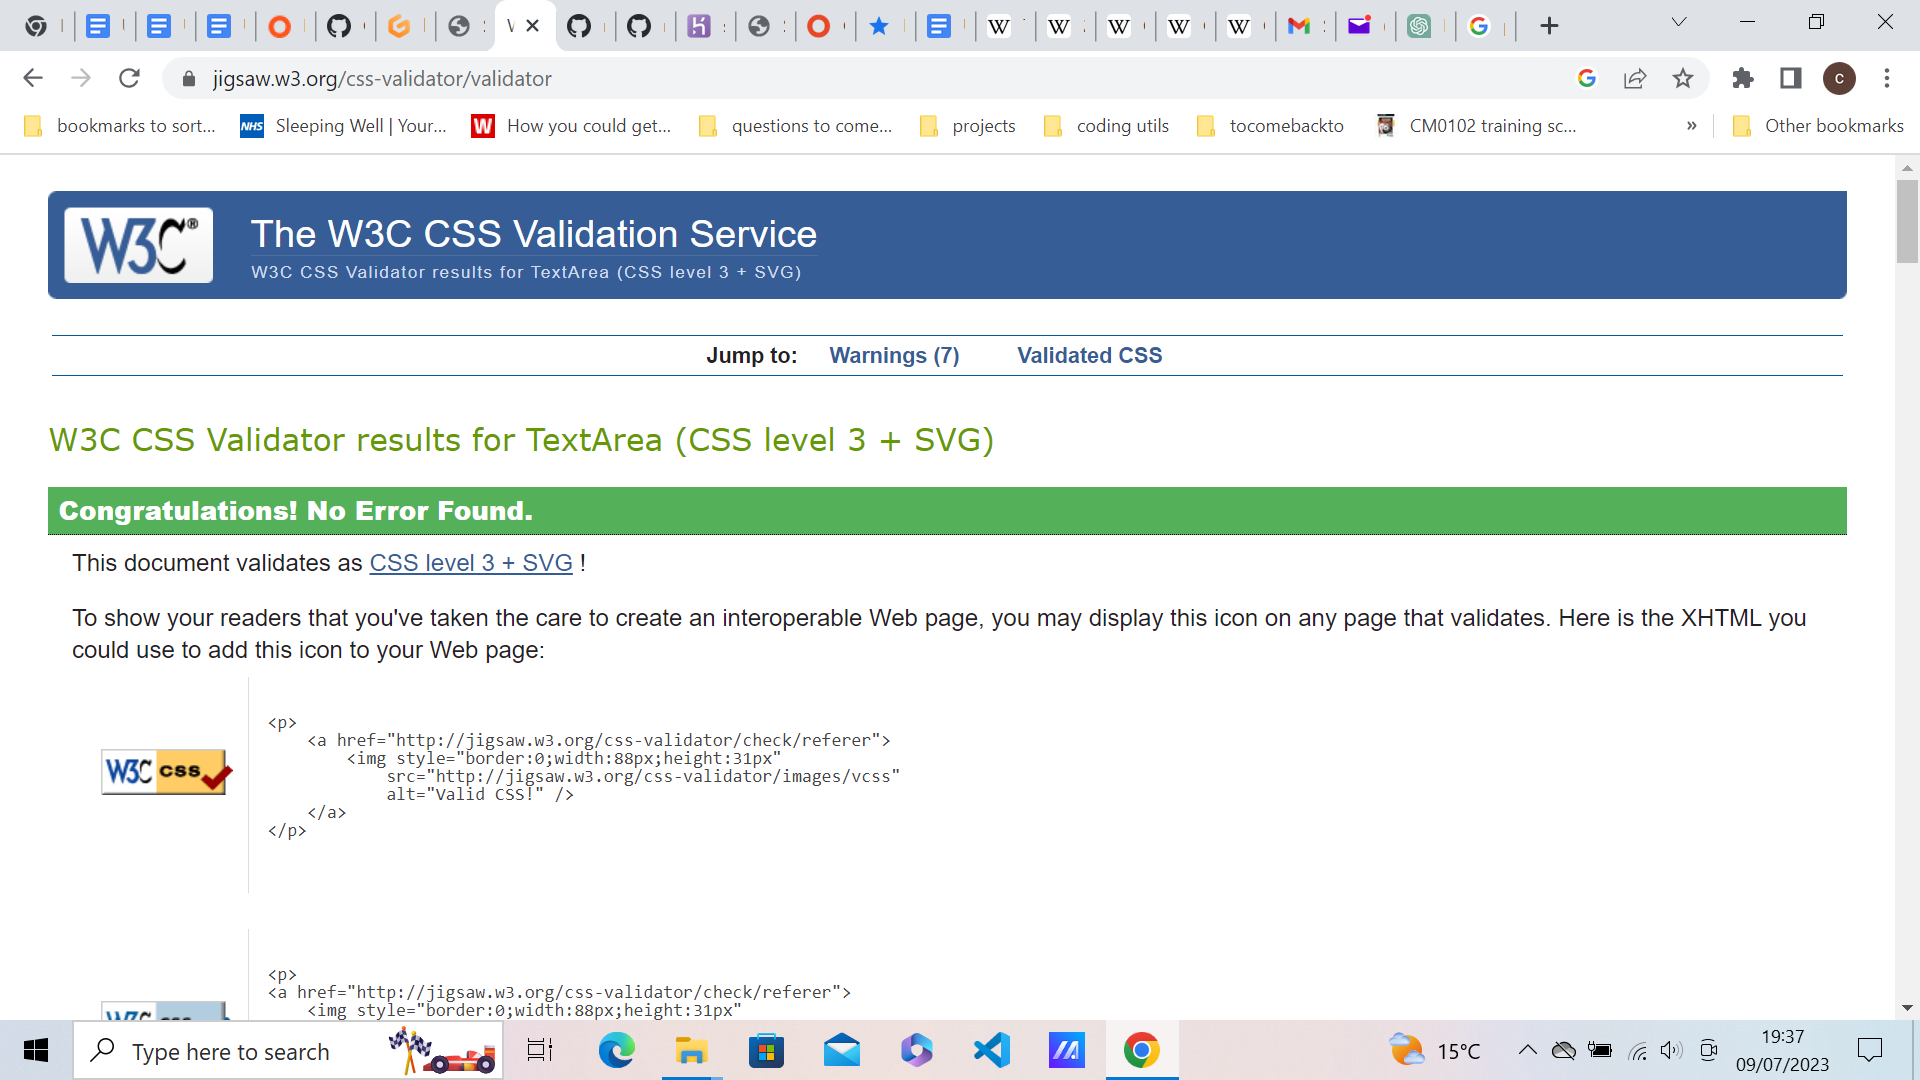 jigsaw.w3.org/css-validator/validator
c
bookmarks to sort...
NHS
Sleeping Well | Your...
W
How you could get...
questions to come...
projects
coding utils
tocomebackto
CM0102 training sc...
»
Other bookmarks
W3C®
The W3C CSS Validation Service
W3C CSS Validator results for TextArea (CSS level 3 + SVG)
Jump to: Warnings (7) Validated CSS
W3C CSS Validator results for TextArea (CSS level 3 + SVG)
Congratulations! No Error Found.
This document validates as CSS level 3 + SVG !
To show your readers that you've taken the care to create an interoperable Web page, you may display this icon on any page that validates. Here is the XHTML you
could use to add this icon to your Web page:
W3C css
<p>
<a href="http://jigsaw.w3.org/css-validator/check/referer">
<img style="border:0;width:88px;height:31px"
src="http://jigsaw.w3.org/css-validator/images/vcss"
alt="Valid CSS!" />
</a>
</p>
<p>
<a href="http://jigsaw.w3.org/css-validator/check/referer">
<img style="border:0;width:88px;height:31px"
Type here to search
15°C
19:37
09/07/2023